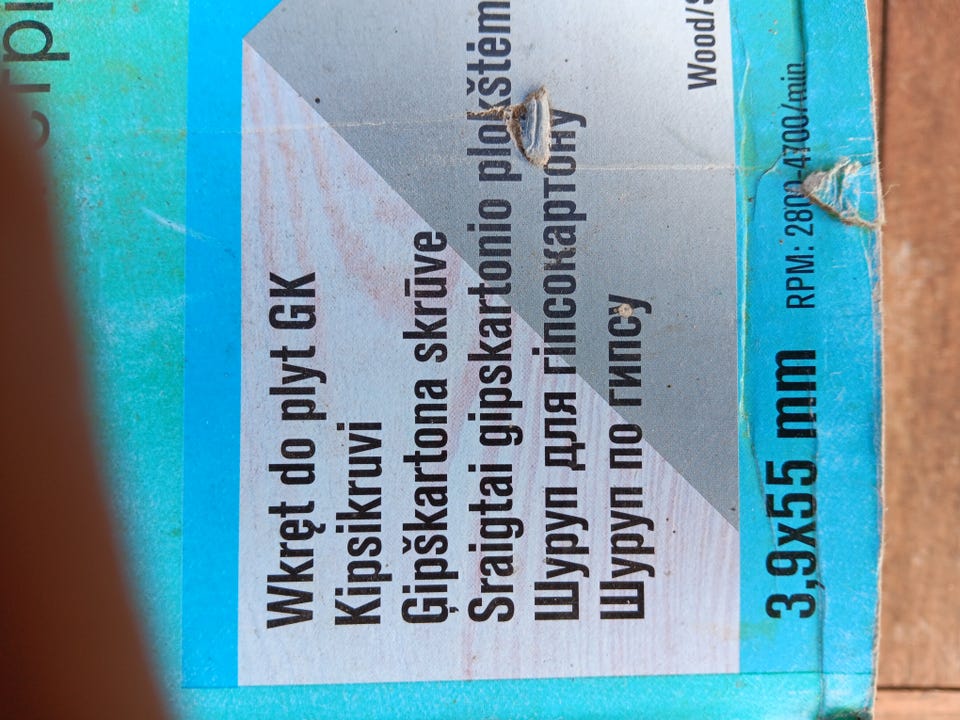 Wkręt do płyt GK
Kipsikruvi
Ģipškartona skrūve
Sraigtai gipskartonio plokštėm
Шуруп для гіпсокартону
Шуруп по гипсу
Wood/S
3,9x55 mm RPM: 2800-4700/min